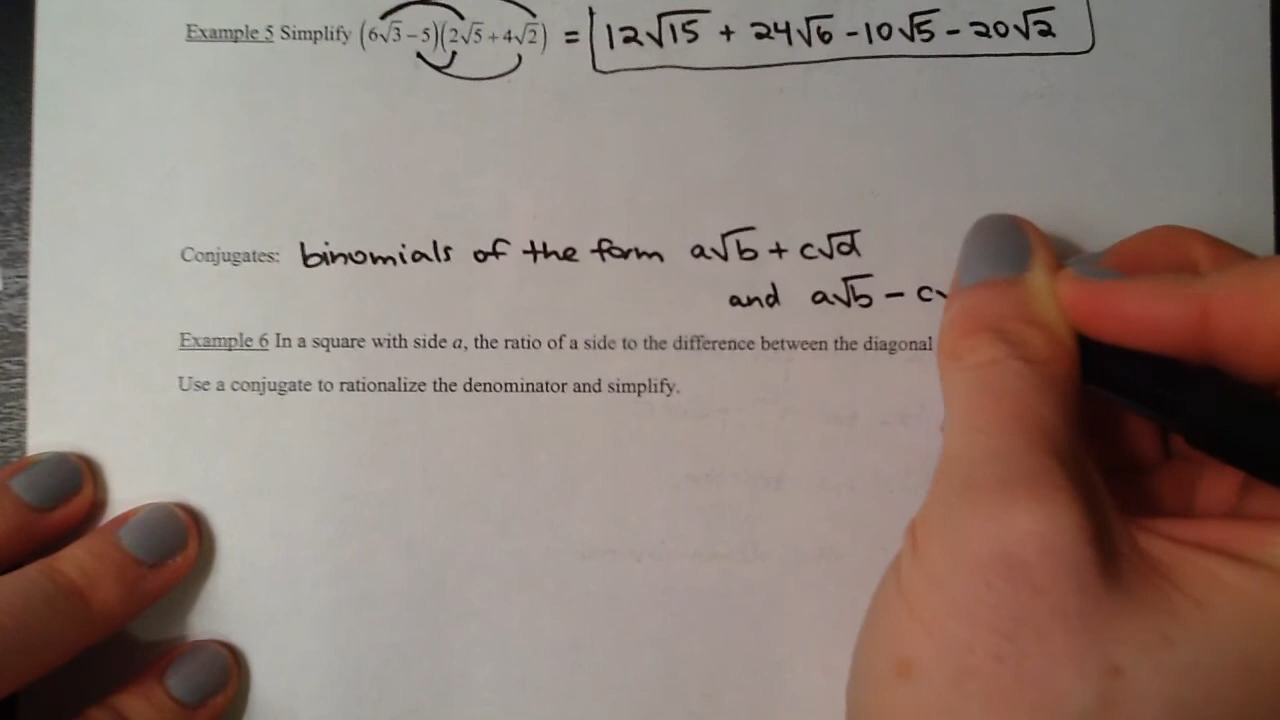 Example 5 Simplify (6√3 − 5)(2√5 + 4√2) = 12√15 + 24√6 − 10√5 − 20√2
Conjugates: binomials of the form a√b + c√d
and a√b − c
Example 6 In a square with side a, the ratio of a side to the difference between the diagonal
Use a conjugate to rationalize the denominator and simplify.